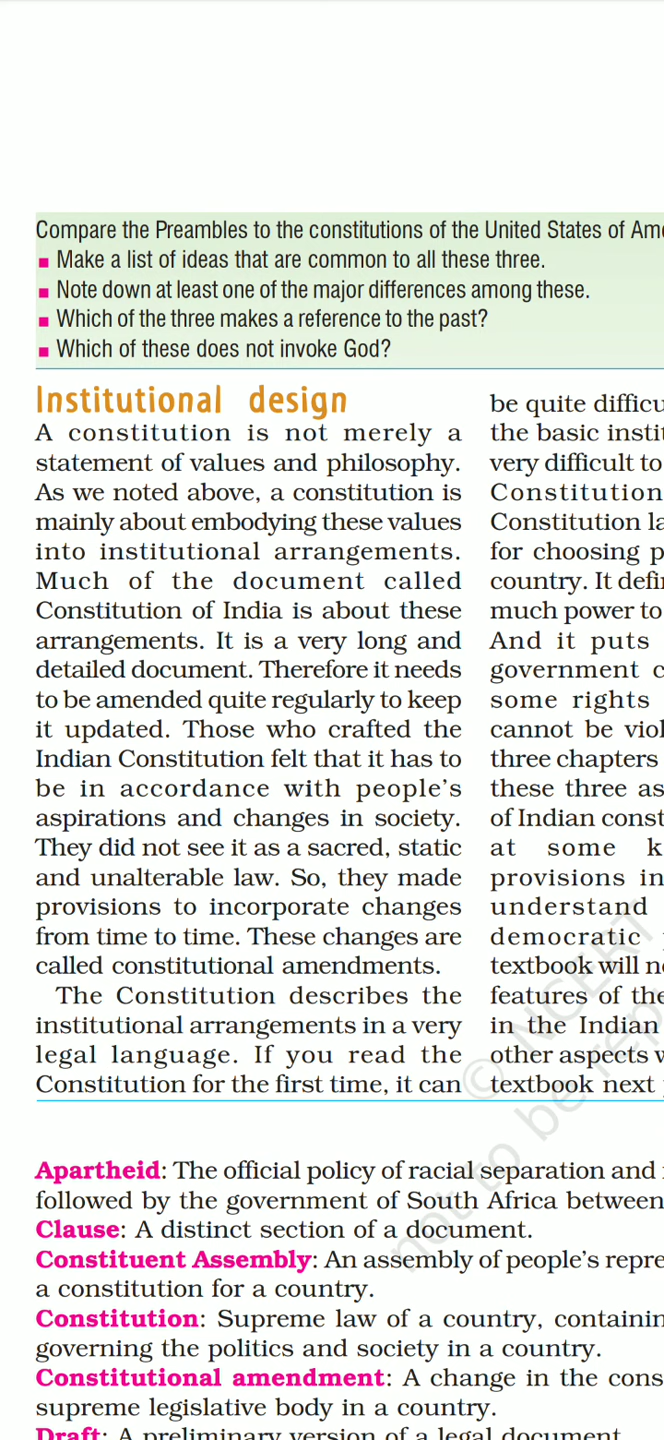 Compare the Preambles to the constitutions of the United States of
■ Make a list of ideas that are common to all these three.
■ Note down at least one of the major differences among these.
■ Which of the three makes a reference to the past?
■ Which of these does not invoke God?
Institutional design
A constitution is not merely a
statement of values and philosophy.
As we noted above, a constitution is
mainly about embodying these values
into institutional arrangements.
Much of the document called
Constitution of India is about these
arrangements. It is a very long and
detailed document. Therefore it needs
to be amended quite regularly to keep
it updated. Those who crafted the
Indian Constitution felt that it has to
be in accordance with people's
aspirations and changes in society.
They did not see it as a sacred, static
and unalterable law. So, they made
provisions to incorporate changes
from time to time. These changes are
called constitutional amendments.
The Constitution describes the
institutional arrangements in a very
legal language. If you read the
Constitution for the first time, it can
be quite
the basic
very difficult to
Constitution
Constitution
for choosing
country. It
much power to
And it puts
government
some rights
cannot be
three chapters
these three
of Indian
at some
provisions in
understand
democratic
textbook will
features of
in the Indian
other aspects
textbook next
© NCERT
not to be
Apartheid: The official policy of racial separation and
followed by the government of South Africa between
Clause: A distinct section of a document.
Constituent Assembly: An assembly of people's
a constitution for a country.
Constitution: Supreme law of a country,
governing the politics and society in a country.
Constitutional amendment: A change in the
supreme legislative body in a country.
Draft: A preliminary version of a legal document